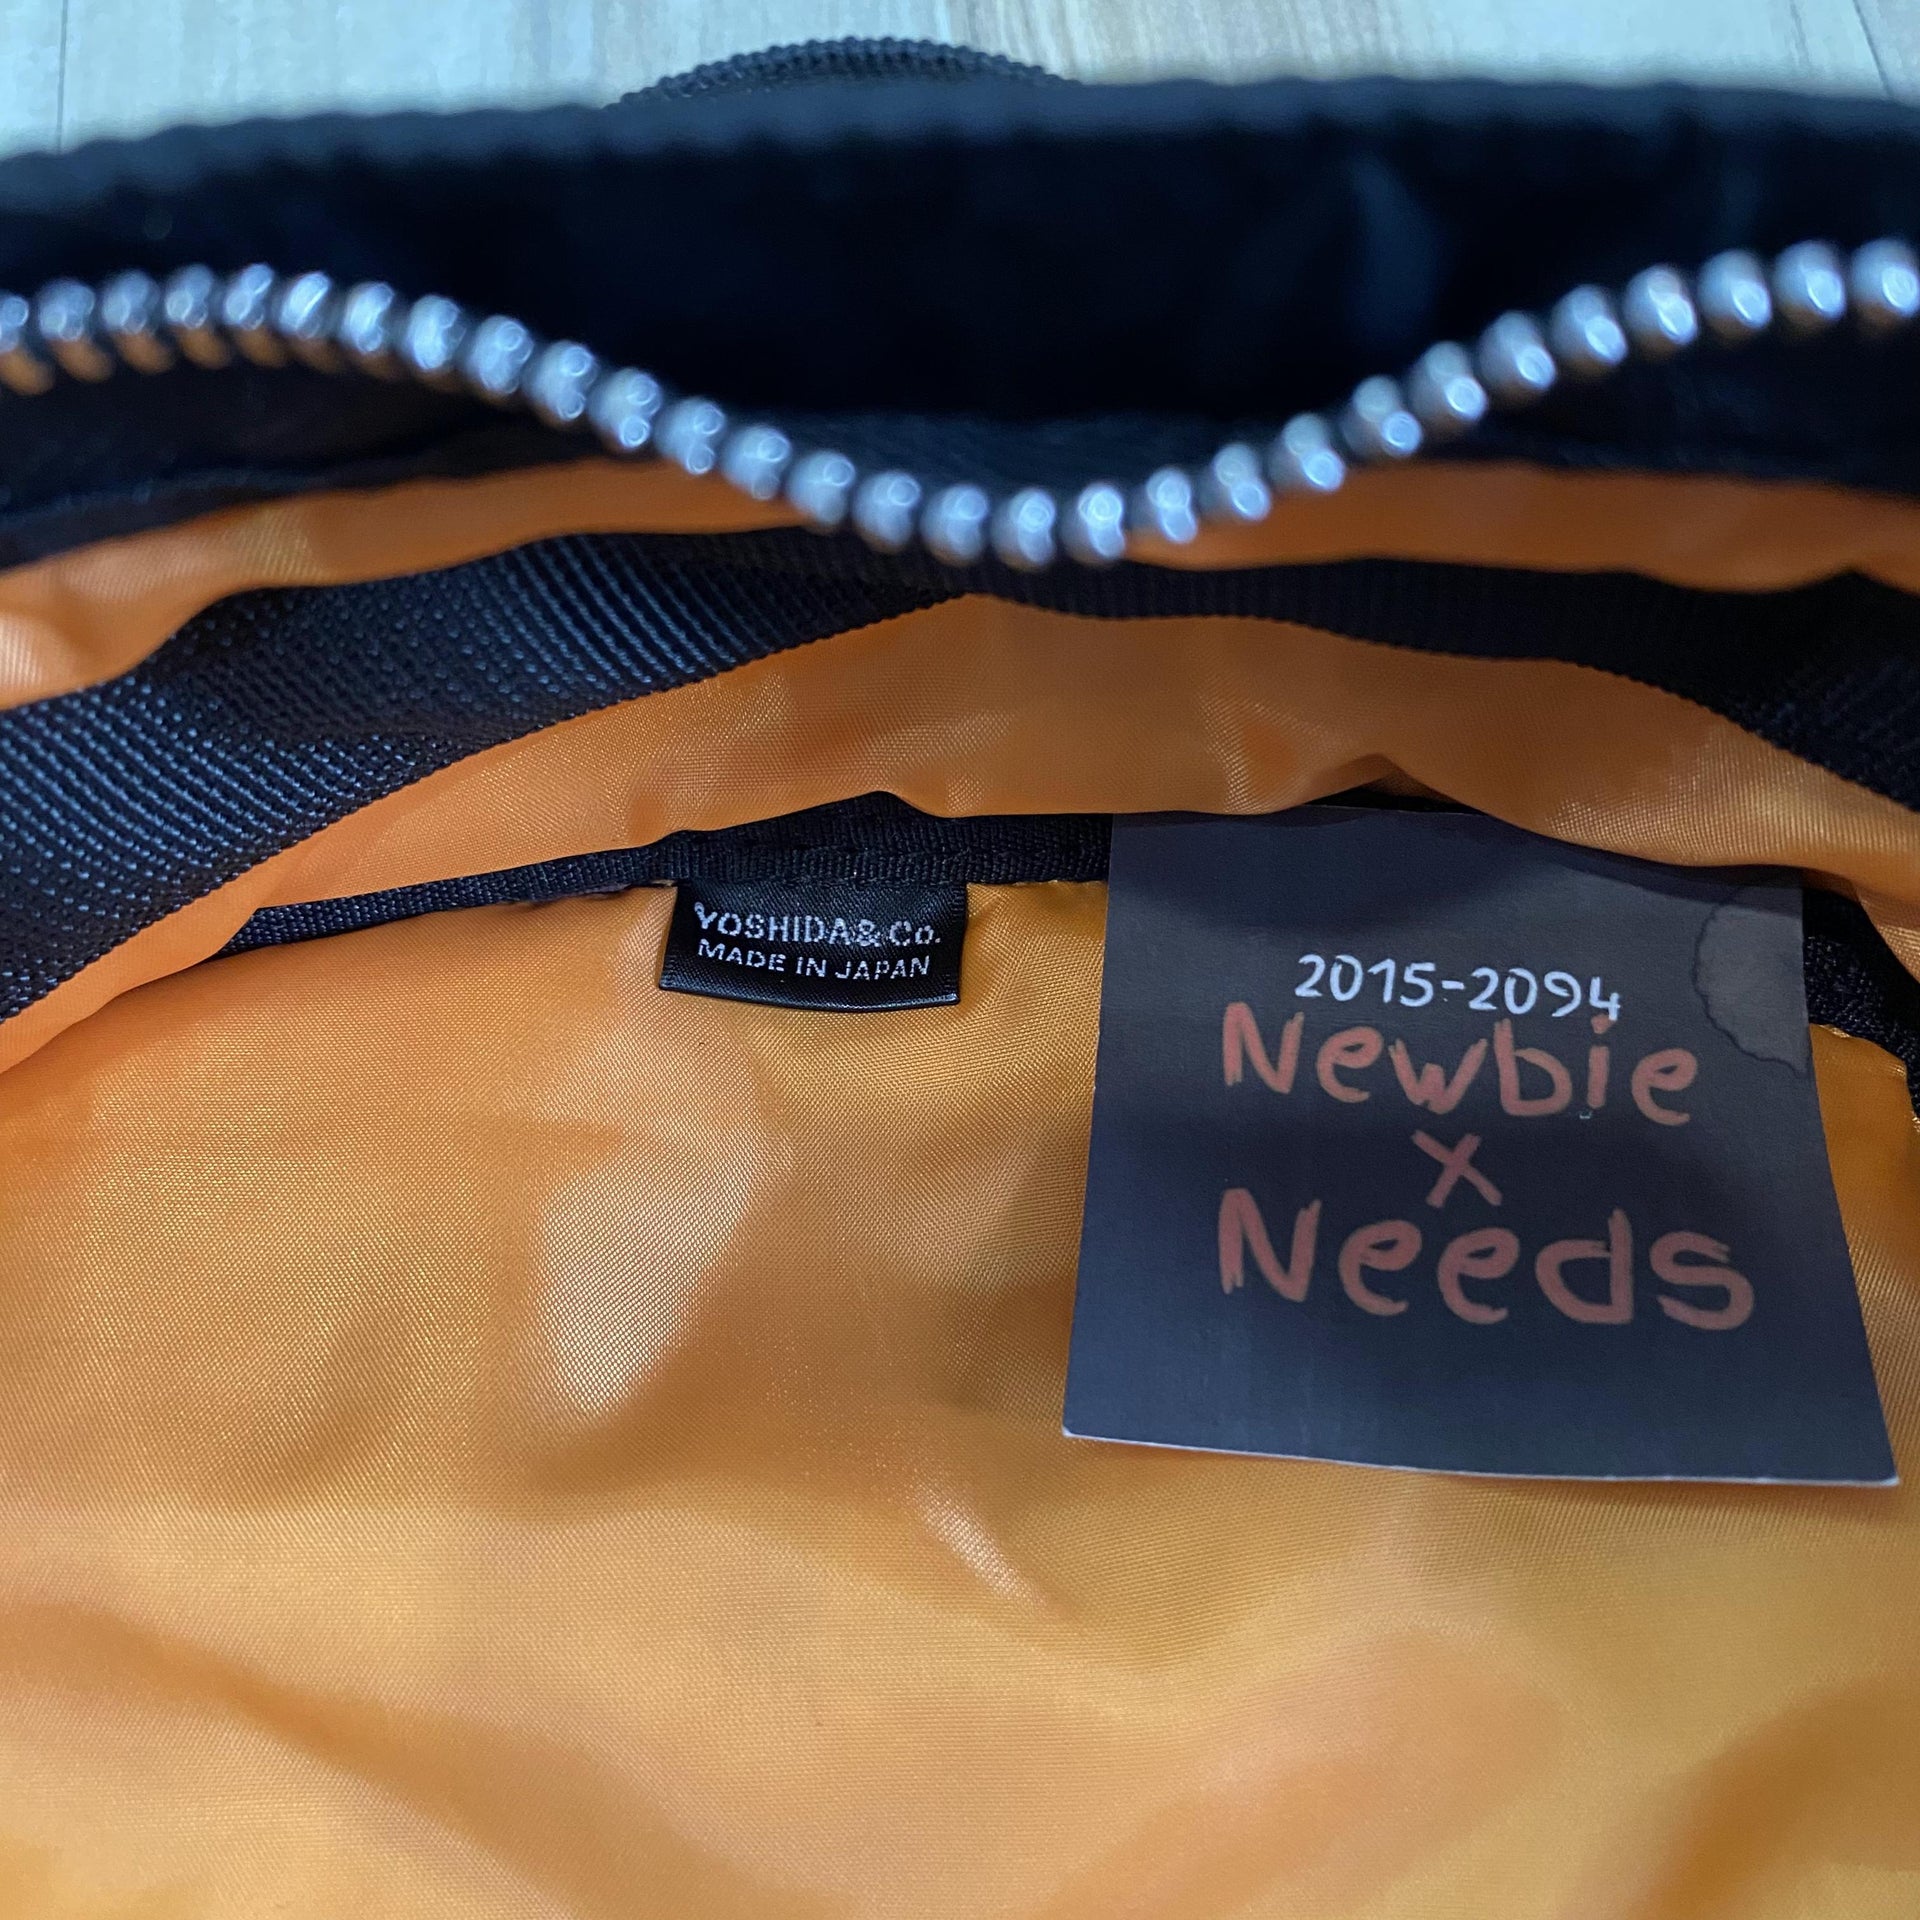 YOSHIDA & Co.
MADE IN JAPAN
2015-2094
Newbie
x
Needs